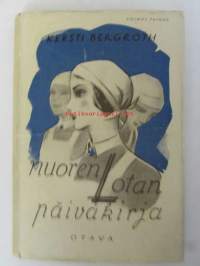 KERSTI BERGROTH
nuoren Lotan
päiväkirja
OTAVA